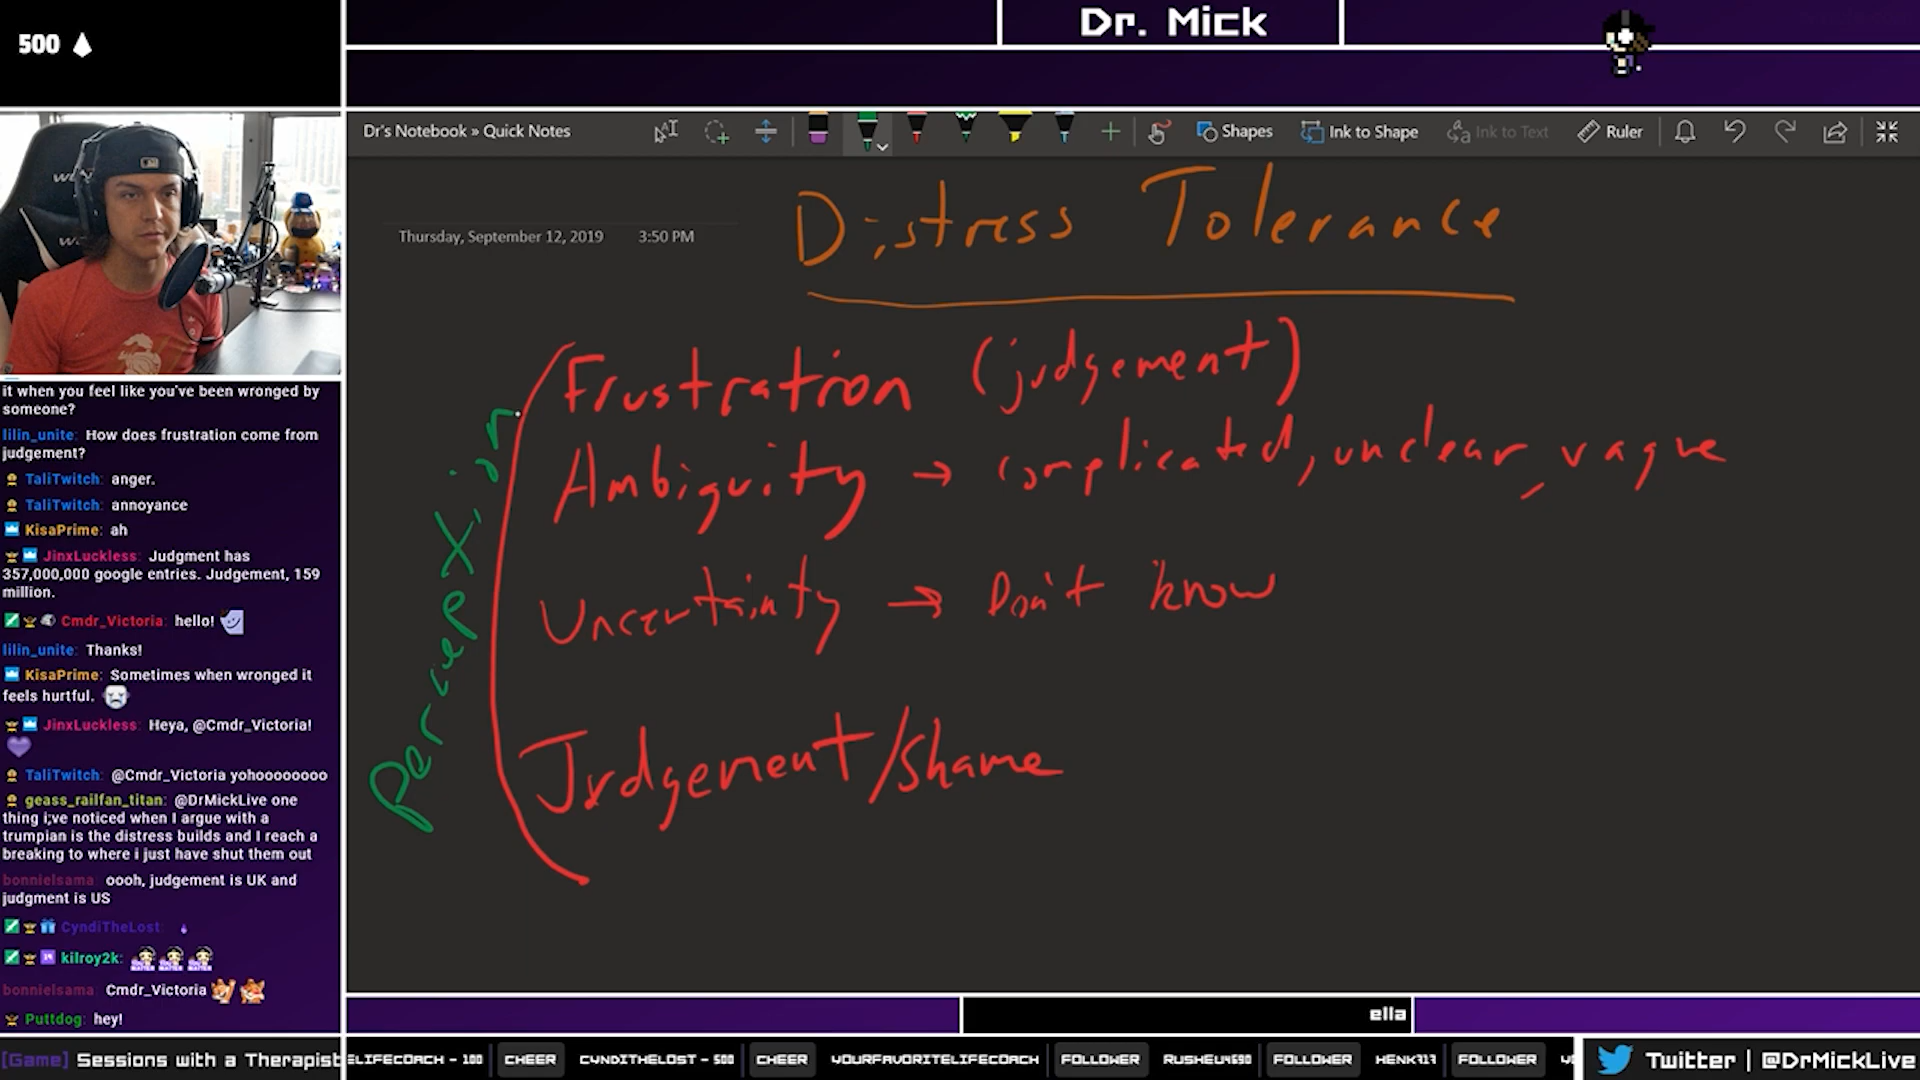 500
Dr. Mick
Dr's Notebook » Quick Notes
Shapes
Ink to Shape
Ink to Text
Ruler
Thursday, September 12, 2019 3:50 PM
Distress Tolerance
Perception
Frustration (judgement)
Ambiguity → complicated, unclear, vague
Uncertainty → Don't know
Judgement/shame
it when you feel like you've been wronged by
someone?
lilin_unite: How does frustration come from
judgement?
TaliTwitch: anger.
TaliTwitch: annoyance
KisaPrime: ah
JinxLuckless: Judgment has
357,000,000 google entries. Judgement, 159
million.
Cmdr_Victoria: hello!
lilin_unite: Thanks!
KisaPrime: Sometimes when wronged it
feels hurtful.
JinxLuckless: Heya, @Cmdr_Victoria!
TaliTwitch: @Cmdr_Victoria yohoooooooo
geass_railfan_titan: @DrMickLive one
thing i;ve noticed when I argue with a
trumpian is the distress builds and I reach a
breaking to where i just have shut them out
bonnielsama: oooh, judgement is UK and
judgment is US
CyndiTheLost:
kilroy2k:
bonnielsama: Cmdr_Victoria
Puttdog: hey!
ella
[Game] Sessions with a Therapist
ELIFECOACH - 100 CHEER CYNDITHELOST - 500 CHEER YOURFAVORITELIFECOACH FOLLOWER RUSHEU4690 FOLLOWER HENK717 FOLLOWER
Twitter | @DrMickLive